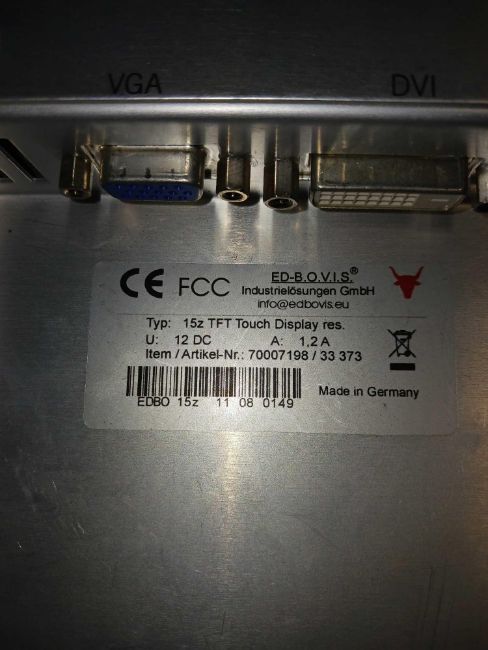 VGA
DVI
CE FCC
ED-B.O.V.I.S.®
Industrielösungen GmbH
info@edbovis.eu
Typ: 15z TFT Touch Display res.
U: 12 DC A: 1,2 A
Item / Artikel-Nr.: 70007198 / 33 373
EDBO 15z 11 08 0149
Made in Germany